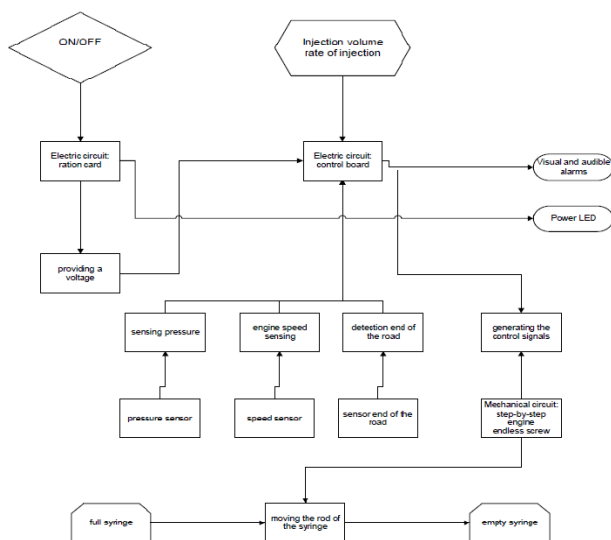 ON/OFF
Injection volume
rate of injection
Electric circuit:
ration card
Electric circuit:
control board
Visual and audible
alarms
Power LED
providing a
voltage
sensing pressure
engine speed
sensing
detection end of
the road
generating the
control signals
pressure sensor
speed sensor
sensor end of the
road
Mechanical circuit:
step-by-step
engine
endless screw
full syringe
moving the rod of
the syringe
empty syringe